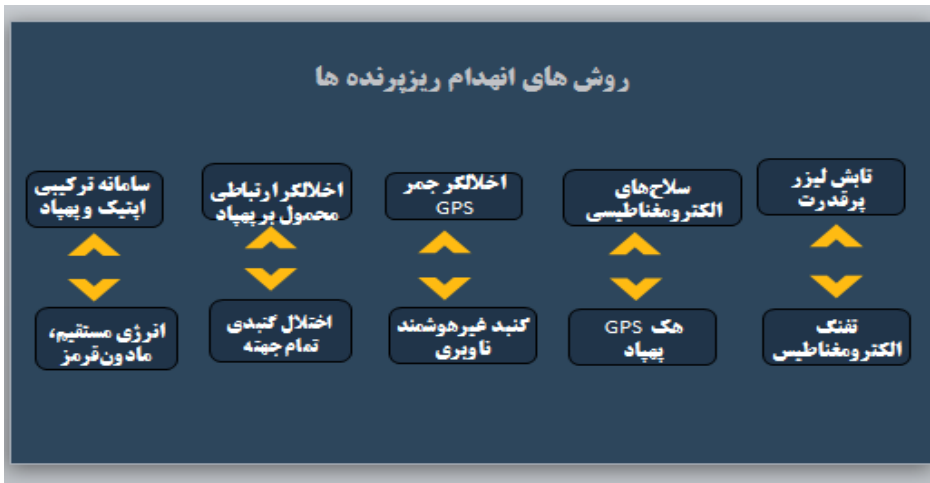 روش های انهدام ریزپرنده ها
تابش لیزر
پرقدرت
سلاح‌های
الکترومغناطیسی
اخلالگر جمر
GPS
اخلالگر ارتباطی
محمول بر پهپاد
سامانه ترکیبی
اپتیک و پهپاد
تفنگ
الکترومغناطیس
هک GPS
پهپاد
گنبد غیرهوشمند
ناوبری
اختلال گنبدی
تمام جهته
انرژی مستقیم،
مادون‌قرمز